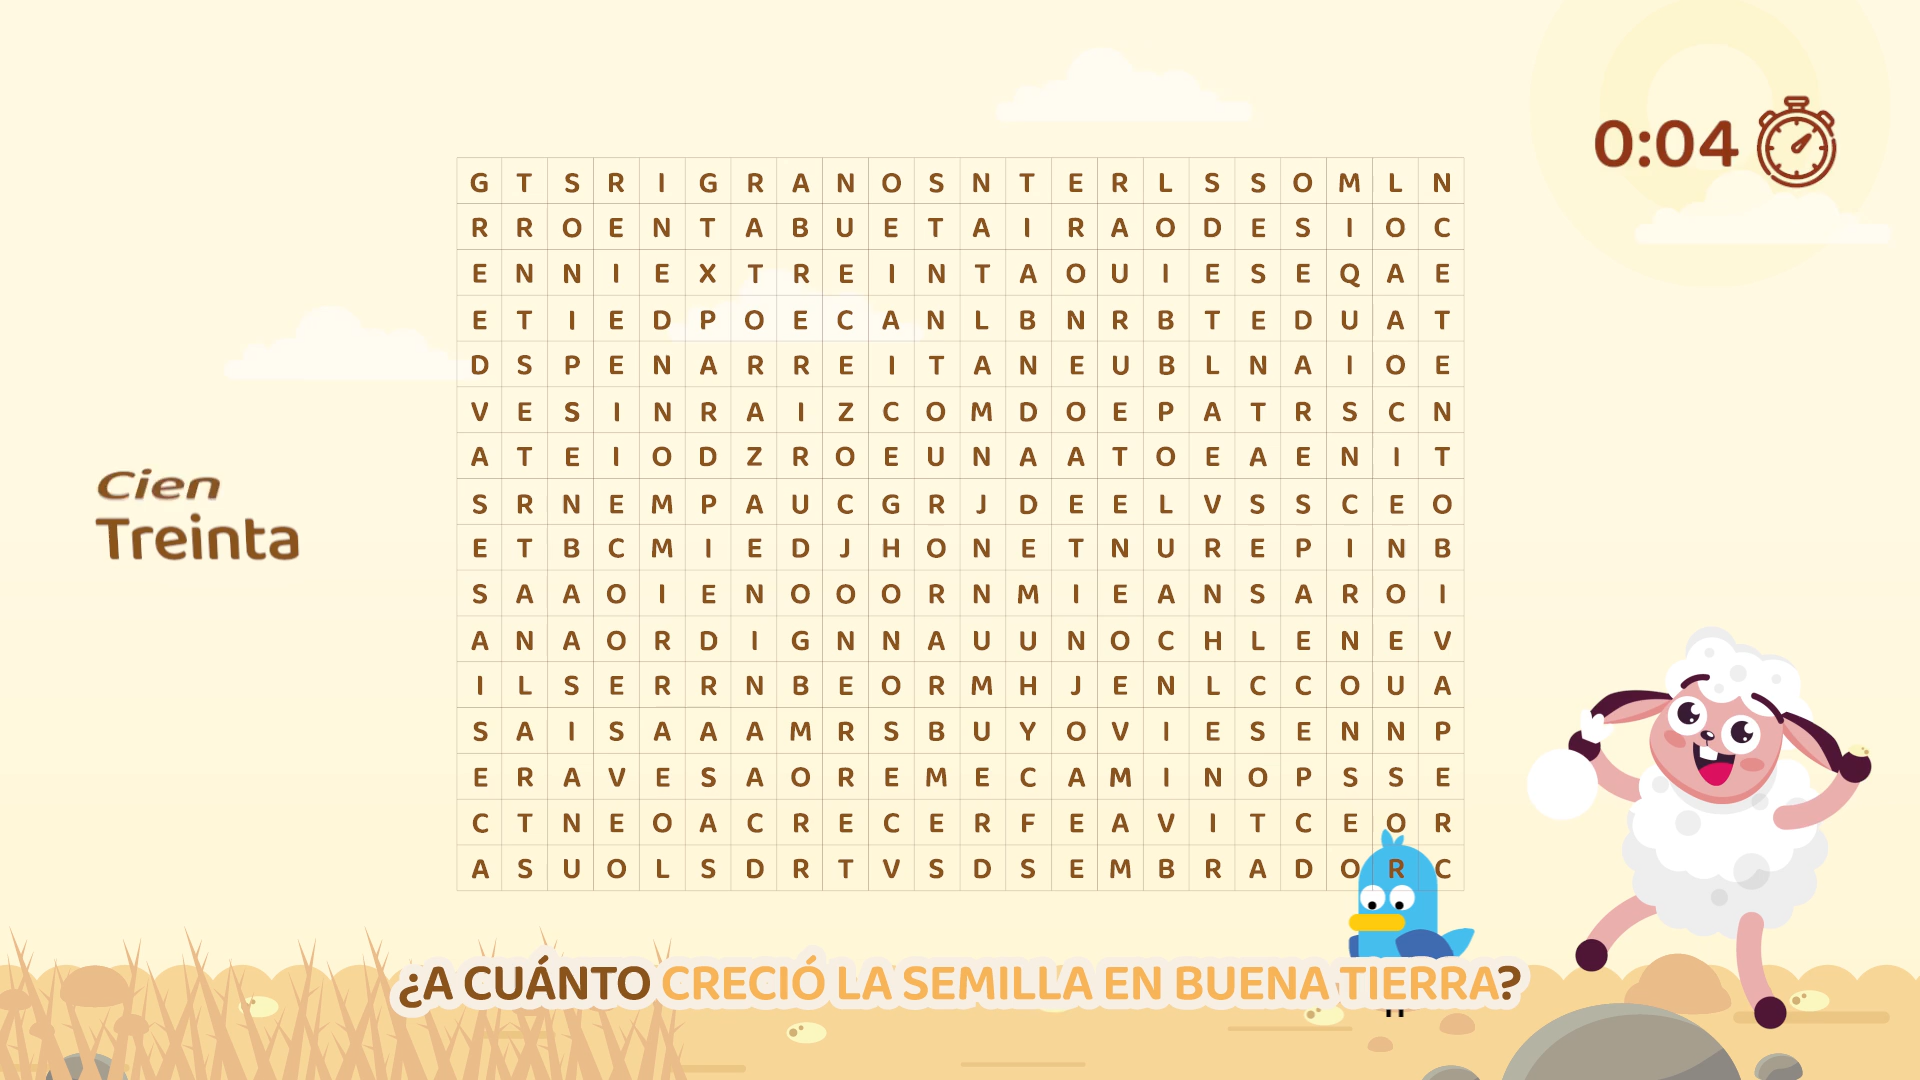 0:04
G T S R I G R A N O S N T E R L S S O M L N
R R O E N T A B U E T A I R A O D E S I O C
E N N I E X T R E I N T A O U I E S E Q A E
E T I E D P O E C A N L B N R B T E D U A T
D S P E N A R R E I T A N E U B L N A I O E
V E S I N R A I Z C O M D O E P A T R S C N
A T E I O D Z R O E U N A A T O E A E N I T
S R N E M P A U C G R J D E E L V S S C E O
E T B C M I E D J H O N E T N U R E P I N B
S A A O I E N O O O R N M I E A N S A R O I
A N A O R D I G N N A U U N O C H L E N E V
I L S E R R N B E O R M H J E N L C C O U A
S A I S A A A M R S B U Y O V I E S E N N P
E R A V E S A O R E M E C A M I N O P S S E
C T N E O A C R E C E R F E A V I T C E O R
A S U O L S D R T V S D S E M B R A D O R C
Cien
Treinta
¿A CUÁNTO CRECIÓ LA SEMILLA EN BUENA TIERRA?